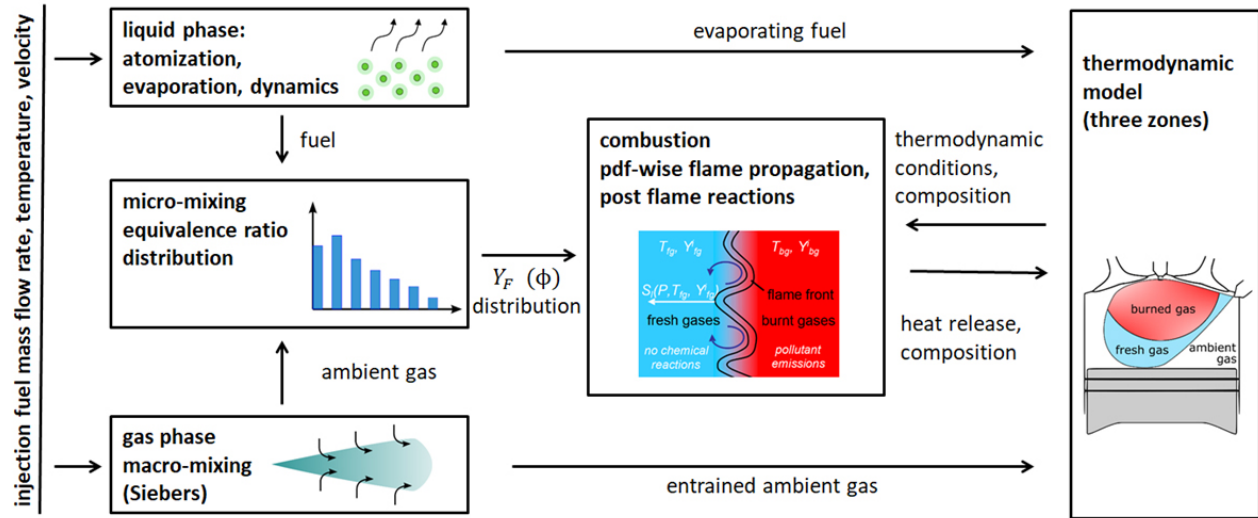 injection fuel mass flow rate, temperature, velocity
liquid phase:
atomization,
evaporation, dynamics
evaporating fuel
fuel
micro-mixing
equivalence ratio
distribution
Y_F (ϕ)
distribution
ambient gas
gas phase
macro-mixing
(Siebers)
entrained ambient gas
combustion
pdf-wise flame propagation,
post flame reactions
T_fg, Y^i_fg
T_bg, Y^i_bg
S_l(P,T_fg,Y^i_fg)
flame front
fresh gases
burnt gases
no chemical
reactions
pollutant
emissions
thermodynamic
conditions,
composition
heat release,
composition
thermodynamic
model
(three zones)
burned gas
fresh gas
ambient
gas